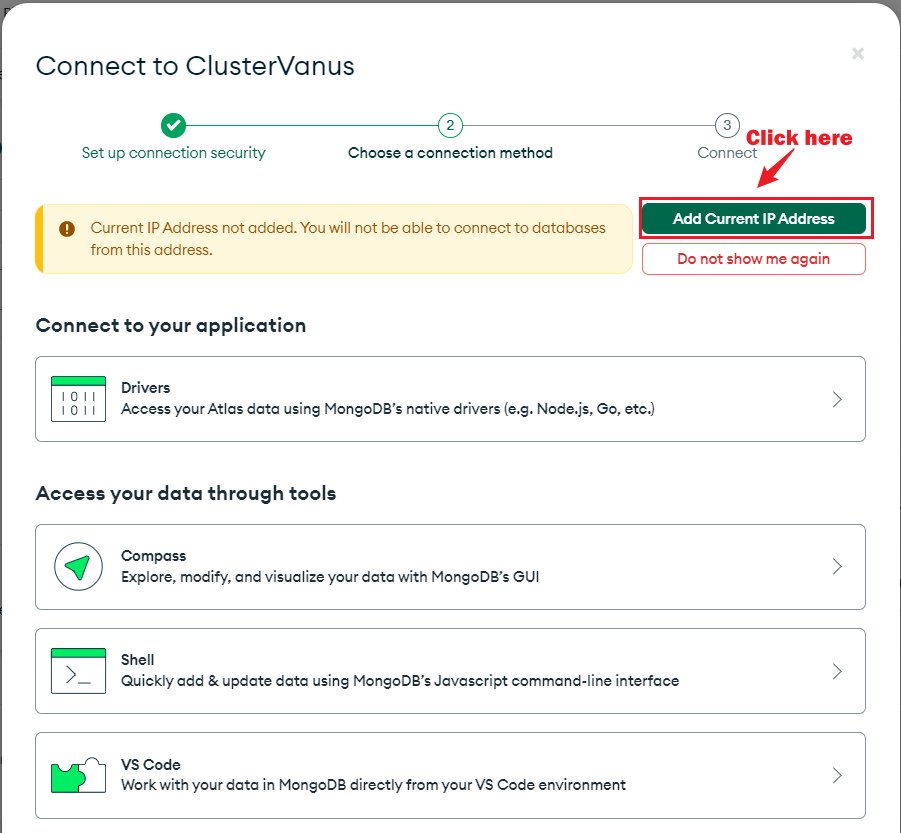 Connect to ClusterVanus
2
3
Set up connection security
Choose a connection method
Connect
Click here
Current IP Address not added. You will not be able to connect to databases
from this address.
Add Current IP Address
Do not show me again
Connect to your application
IOII
IOII
Drivers
Access your Atlas data using MongoDB’s native drivers (e.g. Node.js, Go, etc.)
Access your data through tools
Compass
Explore, modify, and visualize your data with MongoDB’s GUI
>_
Shell
Quickly add & update data using MongoDB’s Javascript command-line interface
VS Code
Work with your data in MongoDB directly from your VS Code environment